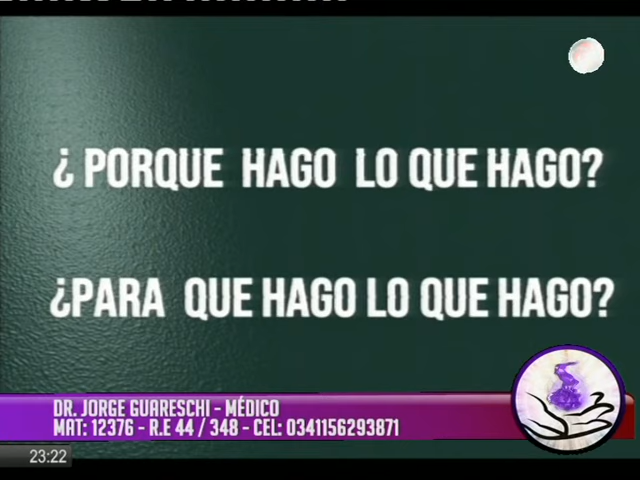 ¿ PORQUE HAGO LO QUE HAGO?
¿PARA QUE HAGO LO QUE HAGO?
DR. JORGE GUARESCHI - MÉDICO
MAT: 12376 - R.E 44 / 348 - CEL: 0341156293871
23:22